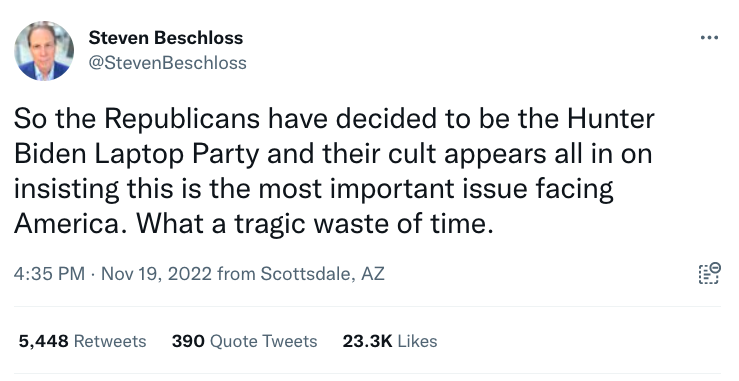 Steven Beschloss
@StevenBeschloss
So the Republicans have decided to be the Hunter
Biden Laptop Party and their cult appears all in on
insisting this is the most important issue facing
America. What a tragic waste of time.
4:35 PM · Nov 19, 2022 from Scottsdale, AZ
5,448 Retweets 390 Quote Tweets 23.3K Likes